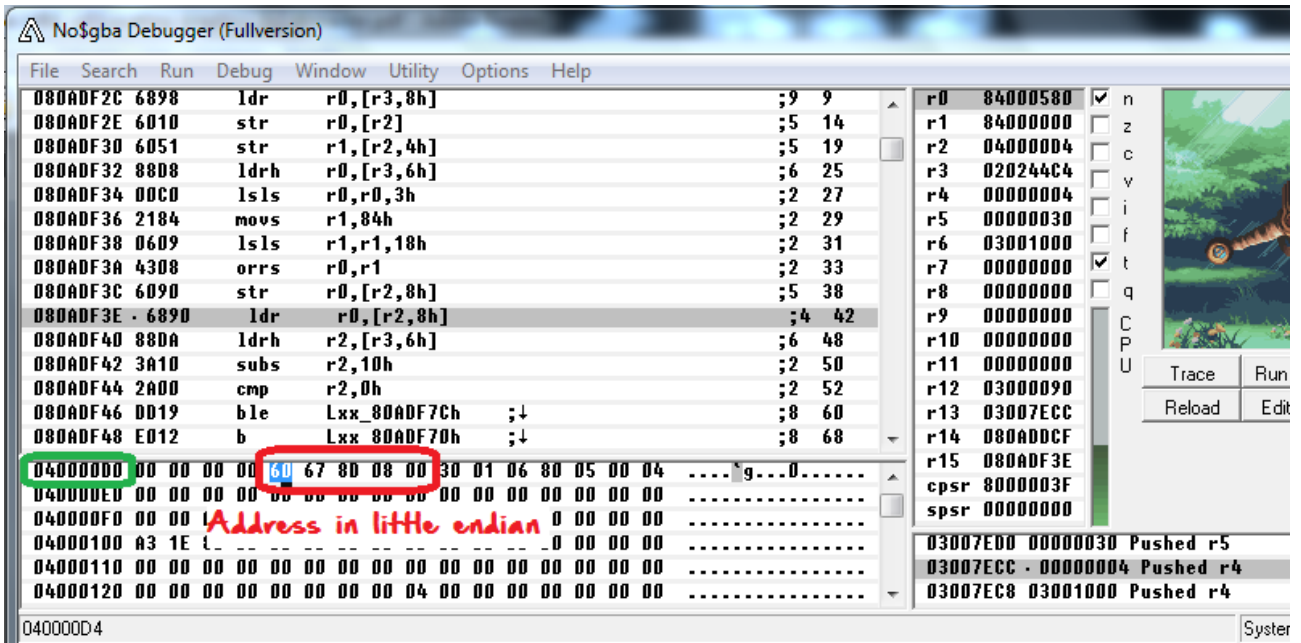 No$gba Debugger (Fullversion)
File Search Run Debug Window Utility Options Help
080ADF2C 6898 ldr r0,[r3,8h] ;9 9
080ADF2E 6010 str r0,[r2] ;5 14
080ADF30 6051 str r1,[r2,4h] ;5 19
080ADF32 88D8 ldrh r0,[r3,6h] ;6 25
080ADF34 00C0 lsls r0,r0,3h ;2 27
080ADF36 2184 movs r1,84h ;2 29
080ADF38 0609 lsls r1,r1,18h ;2 31
080ADF3A 4308 orrs r0,r1 ;2 33
080ADF3C 6090 str r0,[r2,8h] ;5 38
080ADF3E · 6890 ldr r0,[r2,8h] ;4 42
080ADF40 88DA ldrh r2,[r3,6h] ;6 48
080ADF42 3A10 subs r2,10h ;2 50
080ADF44 2A00 cmp r2,0h ;2 52
080ADF46 DD19 ble Lxx_80ADF7Ch ;↓ ;8 60
080ADF48 E012 b Lxx_80ADF70h ;↓ ;8 68
r0 84000580 n
r1 84000000 z
r2 040000D4 c
r3 020244C4 v
r4 00000004 i
r5 00000030 f
r6 03001000 t
r7 00000000 q
r8 00000000
r9 00000000
r10 00000000
r11 00000000
r12 03000090
r13 03007ECC
r14 080ADDCF
r15 080ADF3E
cpsr 8000003F
spsr 00000000
CPU
Trace Run
Reload Edit
040000D0 00 00 00 00 60 67 8D 08 00 30 01 06 80 05 00 04 ....`g...0......
040000E0 00 00 00 00 00 00 00 00 00 00 00 00 00 00 00 00 ................
040000F0 00 00 0 00 00 00 ................
Address in little endian
04000100 A3 1E 0 00 00 00 ................
04000110 00 00 00 00 00 00 00 00 00 00 00 00 00 00 00 00 ................
04000120 00 00 00 00 00 00 00 00 04 00 00 00 00 00 00 00 ................
03007ED0 00000030 Pushed r5
03007ECC · 00000004 Pushed r4
03007EC8 03001000 Pushed r4
040000D4
System